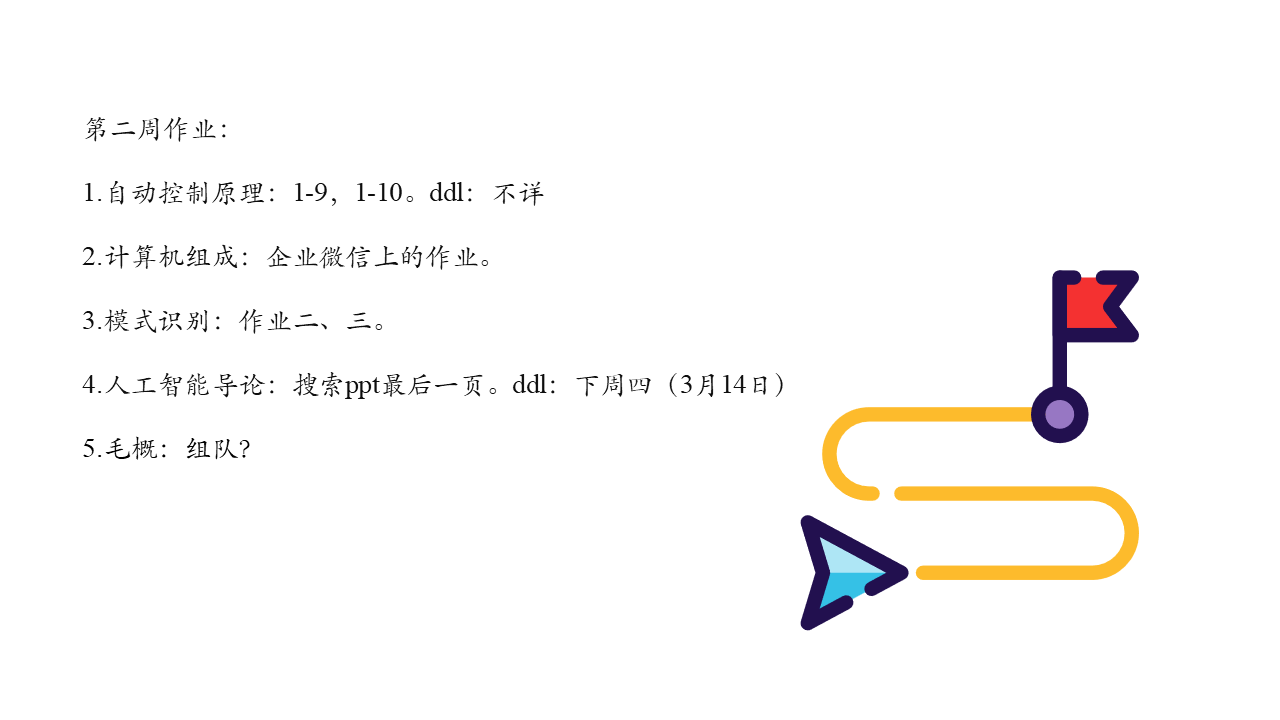 第二周作业：
1.自动控制原理：1-9，1-10。ddl：不详
2.计算机组成：企业微信上的作业。
3.模式识别：作业二、三。
4.人工智能导论：搜索ppt最后一页。ddl：下周四（3月14日）
5.毛概：组队？